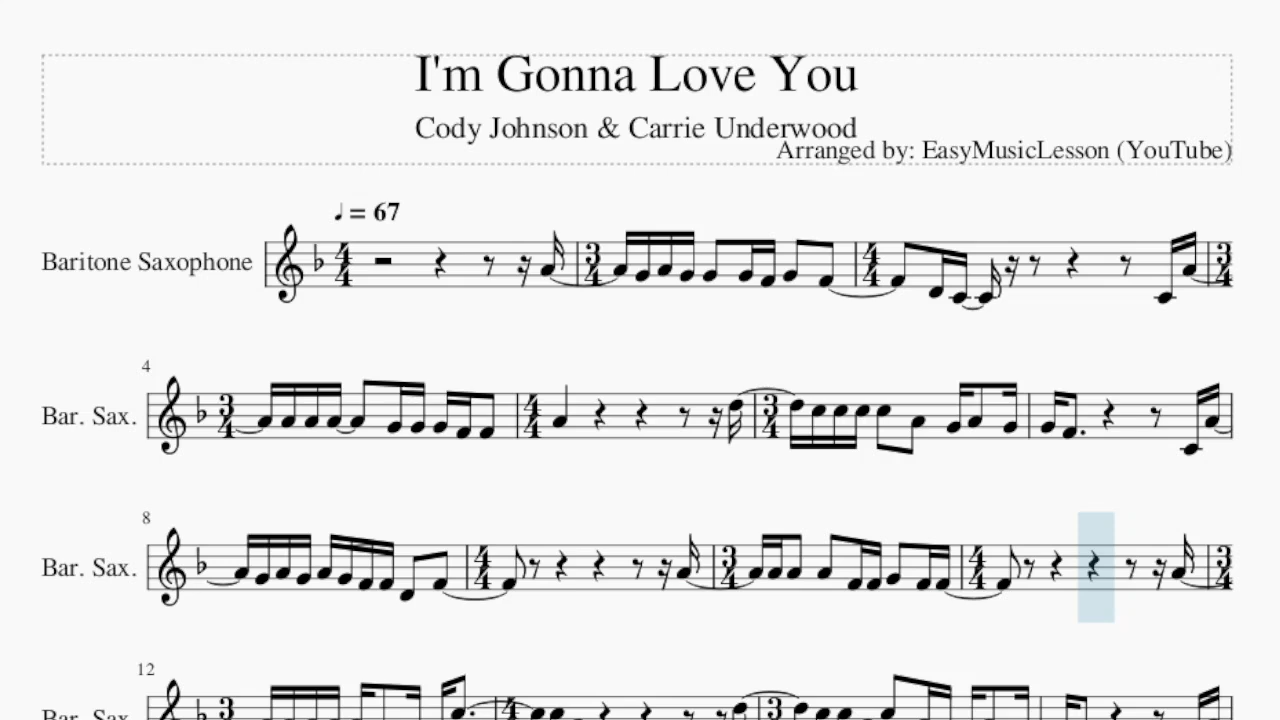 I'm Gonna Love You
Cody Johnson & Carrie Underwood
Arranged by: EasyMusicLesson (YouTube)
♩ = 67
Baritone Saxophone
4
Bar. Sax.
8
Bar. Sax.
12
Bar. Sax.